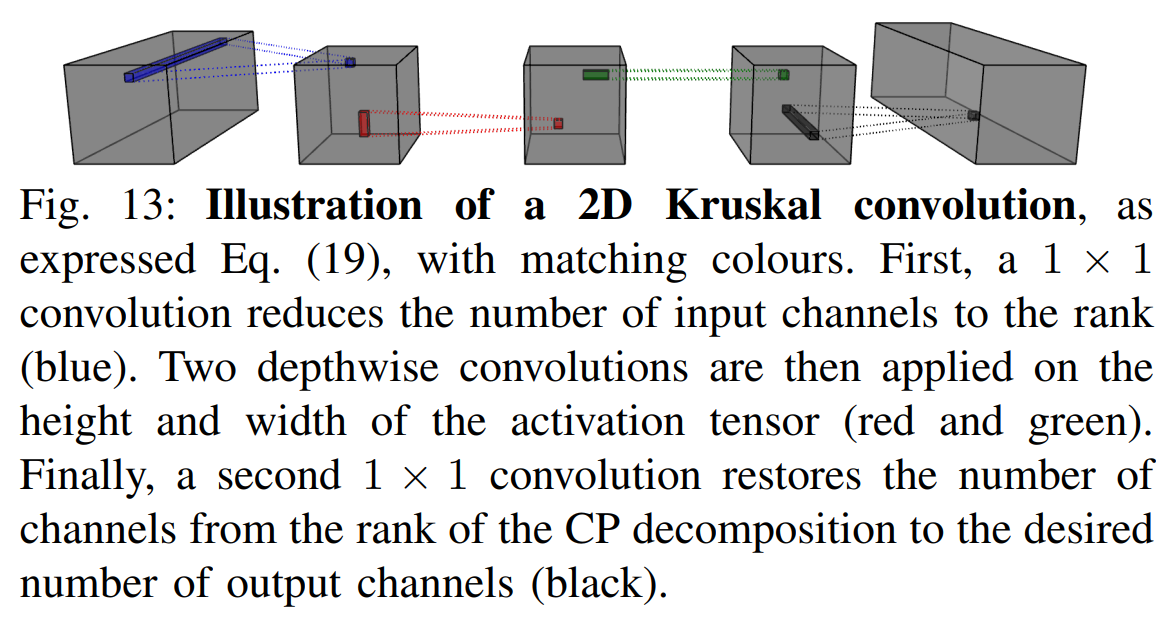 Fig. 13: Illustration of a 2D Kruskal convolution, as
expressed Eq. (19), with matching colours. First, a 1 × 1
convolution reduces the number of input channels to the rank
(blue). Two depthwise convolutions are then applied on the
height and width of the activation tensor (red and green).
Finally, a second 1 × 1 convolution restores the number of
channels from the rank of the CP decomposition to the desired
number of output channels (black).